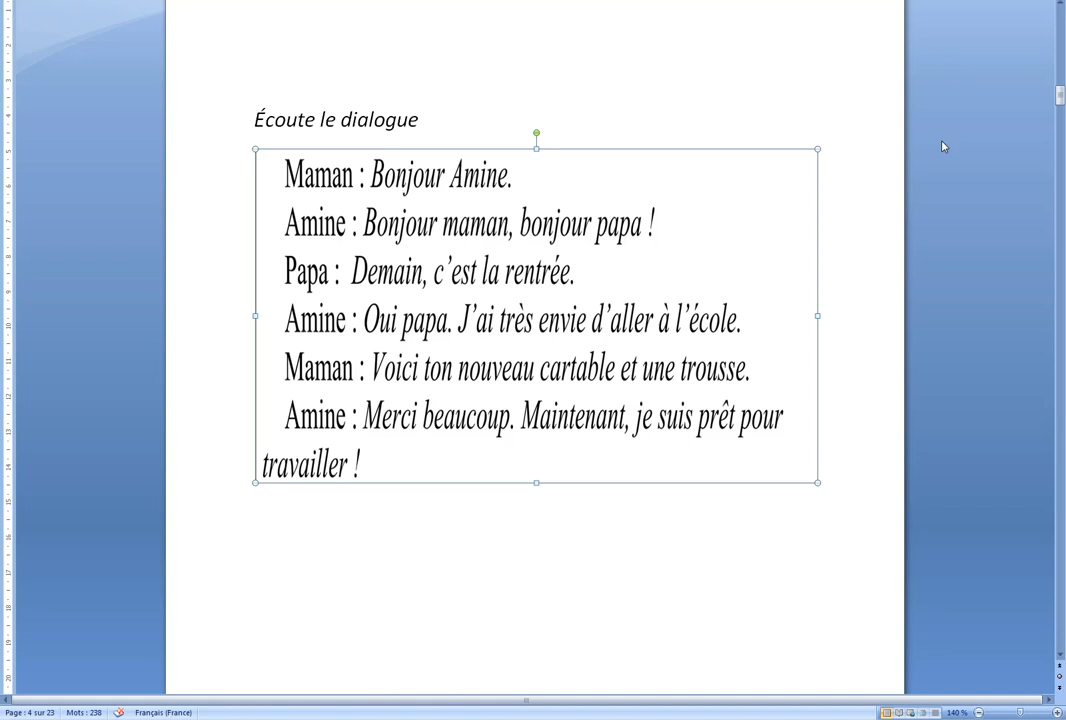 Écoute le dialogue
Maman : Bonjour Amine.
Amine : Bonjour maman, bonjour papa !
Papa :  Demain, c’est la rentrée.
Amine : Oui papa. J’ai très envie d’aller à l’école.
Maman : Voici ton nouveau cartable et une trousse.
Amine : Merci beaucoup. Maintenant, je suis prêt pour
travailler !
Page : 4 sur 23 Mots : 238 Français (France) 140 %